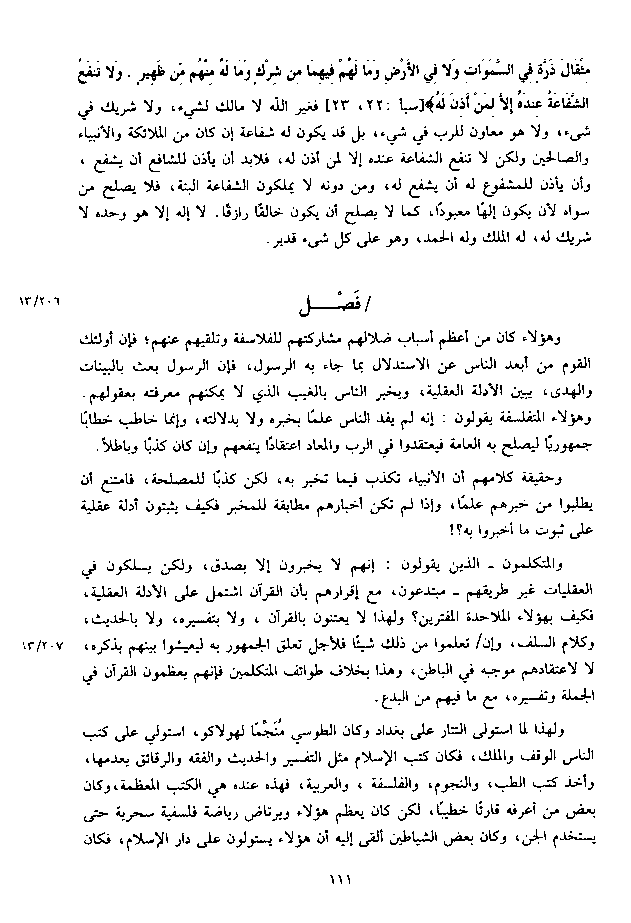 مثْقَالَ ذَرَّةٍ فِي السَّمَوَاتِ وَلا فِي الأَرْضِ وَمَا لَهُمْ فِيهِمَا مِن شِرْكٍ وَمَا لَهُ مِنْهُم مِّن ظَهِيرٍ . وَلا تَنفَعُ
الشَّفَاعَةُ عِندَهُ إِلاَّ لِمَنْ أَذِنَ لَهُ﴾[سبأ :٢٢، ٢٣] فغير الله لا مالك لشىء، ولا شريك في
شىء، ولا هو معاون للرب في شىء، بل قد يكون له شفاعة إن كان من الملائكة والأنبياء
والصالحين ولكن لا تنفع الشفاعة عنده إلا لمن أذن له، فلابد أن يأذن للشافع أن يشفع ،
وأن يأذن للمشفوع له أن يشفع له، ومن دونه لا يملكون الشفاعة البتة، فلا يصلح من
سواه لأن يكون إلهًا معبودًا، كما لا يصلح أن يكون خالقًا رازقًا. لا إله إلا هو وحده لا
شريك له، له الملك وله الحمد، وهو على كل شىء قدير.
/ فَصْــــل
١٣/٢٠٦
وهؤلاء كان من أعظم أسباب ضلالهم مشاركتهم للفلاسفة وتلقيهم عنهم؛ فإن أولئك
القوم من أبعد الناس عن الاستدلال بما جاء به الرسول، فإن الرسول بعث بالبينات
والهدى، يبين الأدلة العقلية، ويخبر الناس بالغيب الذي لا يمكنهم معرفته بعقولهم.
وهؤلاء المتفلسفة يقولون : إنه لم يفد الناس علمًا بخبره ولا بدلالته، وإنما خاطب خطابًا
جمهوريًا ليصلح به العامة فيعتقدوا في الرب والمعاد اعتقادًا ينفعهم وإن كان كذبًا وباطلاً.
وحقيقة كلامهم أن الأنبياء تكذب فيما تخبر به، لكن كذبًا للمصلحة، فامتنع أن
يطلبوا من خبرهم علمًا، وإذا لم تكن أخبارهم مطابقة للمخبر فكيف يثبتون أدلة عقلية
على ثبوت ما أخبروا به؟!
والمتكلمون ـ الذين يقولون : إنهم لا يخبرون إلا بصدق، ولكن يسلكون في
العقليات غير طريقهم ـ مبتدعون، مع إقرارهم بأن القرآن اشتمل على الأدلة العقلية،
فكيف بهؤلاء الملاحدة المفترين؟ ولهذا لا يعتنون بالقرآن ، ولا بتفسيره، ولا بالحديث،
وكلام السلف، وإن/ تعلموا من ذلك شيئًا فلأجل تعلق الجمهور به ليعيشوا بينهم بذكره،
١٣/٢٠٧
لا لاعتقادهم موجبه في الباطن، وهذا بخلاف طوائف المتكلمين فإنهم يعظمون القرآن في
الجملة وتفسيره، مع ما فيهم من البدع.
ولهذا لما استولى التتار على بغداد وكان الطوسي مُنَجِّمًا لهولاكو، استولي على كتب
الناس الوقف والملك، فكان كتب الإسلام مثل التفسير والحديث والفقه والرقائق يعدمها،
وأخذ كتب الطب، والنجوم، والفلسفة ، والعربية، فهذه عنده هي الكتب المعظمة،وكان
بعض من أعرفه قارئًا خطيبًا، لكن كان يعظم هؤلاء ويرتاض رياضة فلسفية سحرية حتى
يستخدم الجن، وكان بعض الشياطين ألقى إليه أن هؤلاء يستولون على دار الإسلام، فكان
١١١